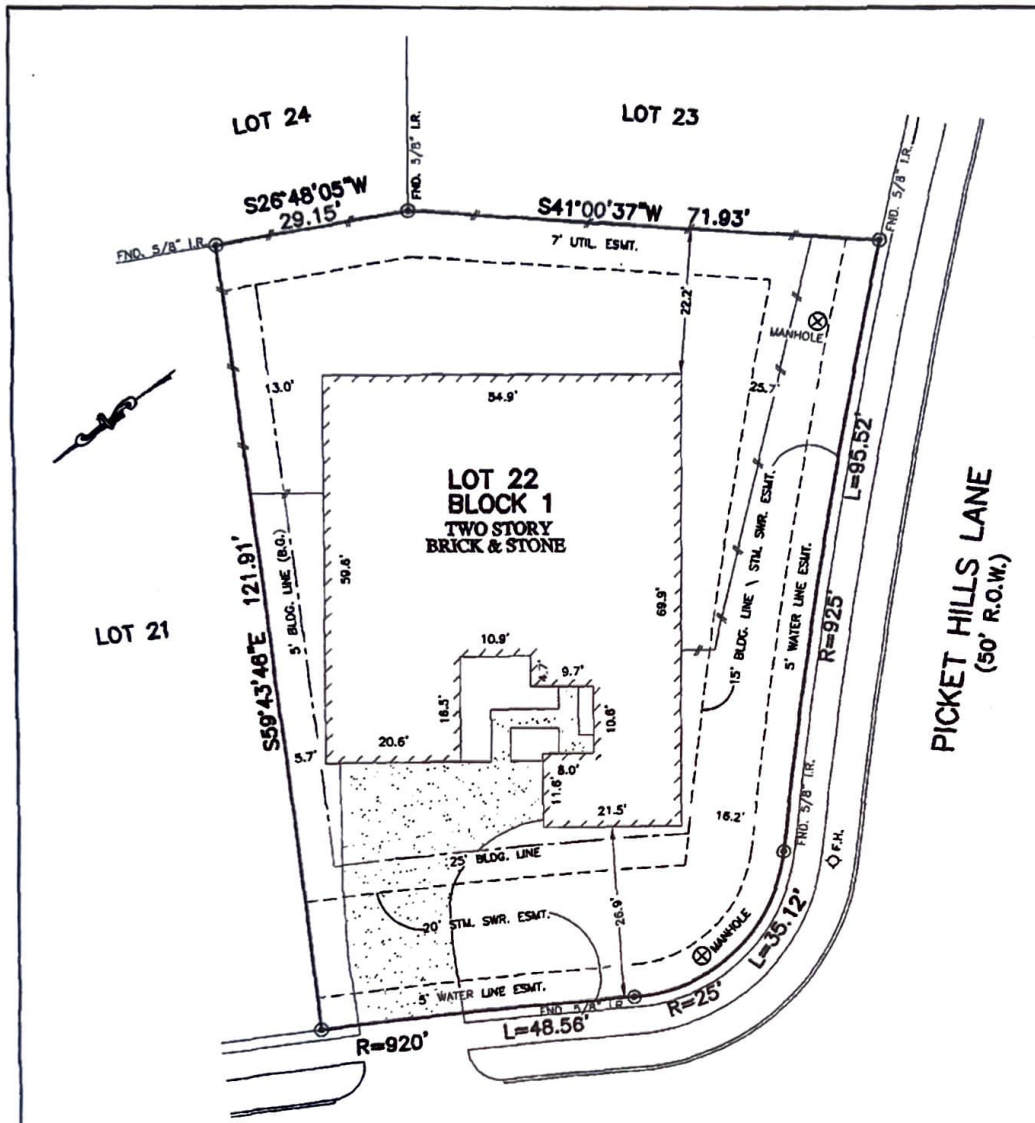 LOT 24
LOT 23
FND. 5/8" I.R.
FND. 5/8" I.R.
S26°48'05"W
29.15'
S41°00'37"W 71.93'
FND. 5/8" I.R.
7' UTIL. ESMT.
22.2'
MANHOLE
13.0'
54.9'
25.7'
L=95.52'
LOT 22
BLOCK 1
TWO STORY
BRICK & STONE
5' BLDG. LINE (B.G.)
59.6'
69.9'
15' BLDG. LINE \ STM. SWR. ESMT.
5' WATER LINE ESMT.
R=925'
PICKET HILLS LANE
(50' R.O.W.)
LOT 21
S59°43'46"E 121.91'
10.9'
4.7'
9.7'
16.5'
10.6'
20.6'
5.7'
8.0'
11.6'
21.5'
16.2'
FND. 5/8" I.R.
F.H.
25' BLDG. LINE
26.9'
20' STM. SWR. ESMT.
MANHOLE
L=35.12'
5' WATER LINE ESMT.
FND. 5/8" I.R.
R=25'
L=48.56'
R=920'